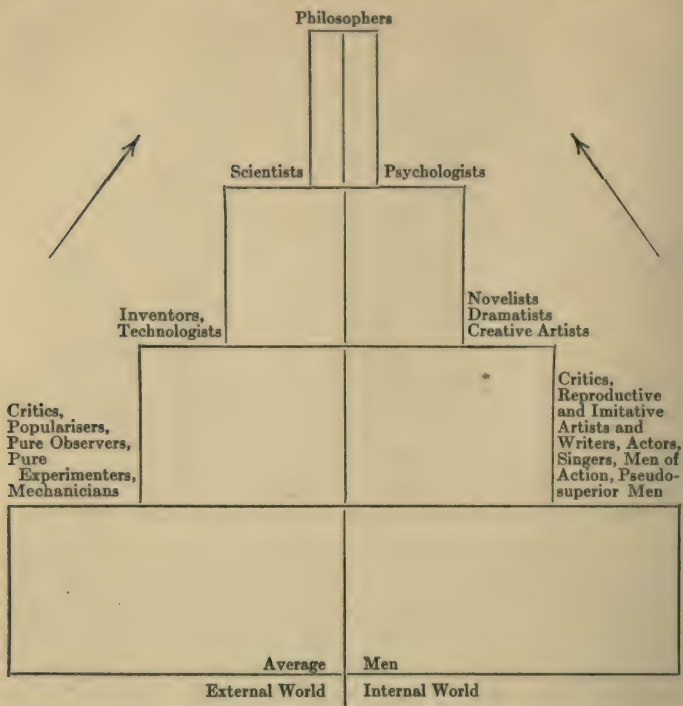 Philosophers
Scientists
Psychologists
Inventors,
Technologists
Novelists
Dramatists
Creative Artists
Critics,
Popularisers,
Pure Observers,
Pure
Experimenters,
Mechanicians
Critics,
Reproductive
and Imitative
Artists and
Writers, Actors,
Singers, Men of
Action, Pseudo-
superior Men
Average Men
External World Internal World